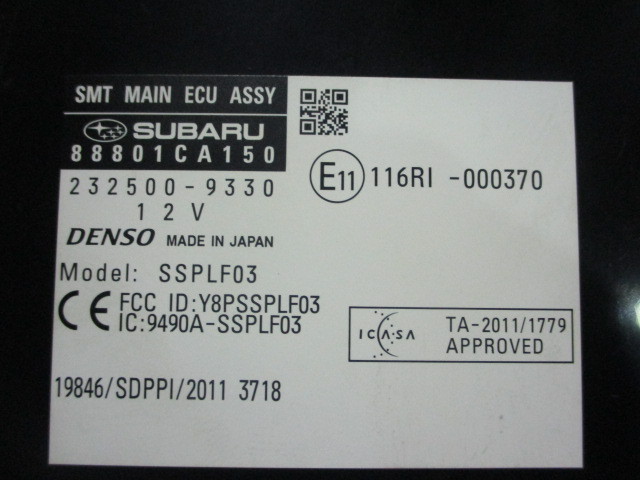 SMT MAIN ECU ASSY
SUBARU
88801CA150
232500-9330
12V
DENSO MADE IN JAPAN
E11 116RI -000370
Model: SSPLF03
CE FCC ID:Y8PSSPLF03
IC:9490A-SSPLF03
ICASA TA-2011/1779
APPROVED
19846/SDPPI/2011 3718